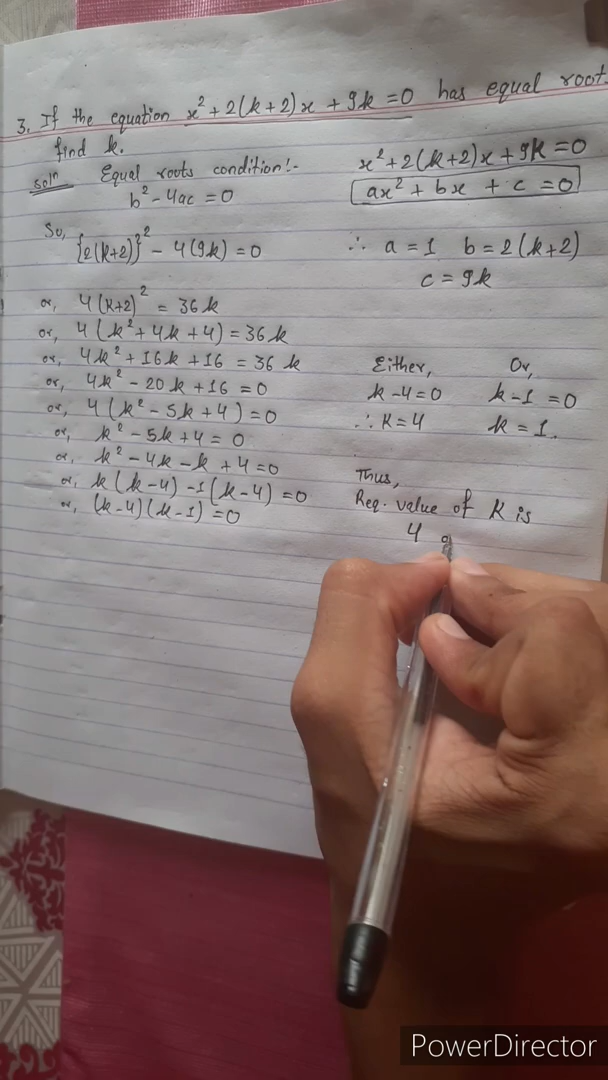 3. If the equation x² + 2(k+2)x + 9k = 0 has equal root
find k.
Soln Equal roots condition:-
b² - 4ac = 0
So,
{2(k+2)}² - 4(9k) = 0
or, 4(k+2)² = 36k
or, 4(k² + 4k + 4) = 36k
or, 4k² + 16k + 16 = 36k
or, 4k² - 20k + 16 = 0
or, 4(k² - 5k + 4) = 0
or, k² - 5k + 4 = 0
or, k² - 4k - k + 4 = 0
or, k(k-4) - 1(k-4) = 0
or, (k-4)(k-1) = 0
x² + 2(k+2)x + 9k = 0
ax² + bx + c = 0
∴ a = 1 b = 2(k+2)
c = 9k
Either, Or,
k-4 = 0 k-1 = 0
∴ k = 4 k = 1.
Thus,
Req. value of k is
4
PowerDirector